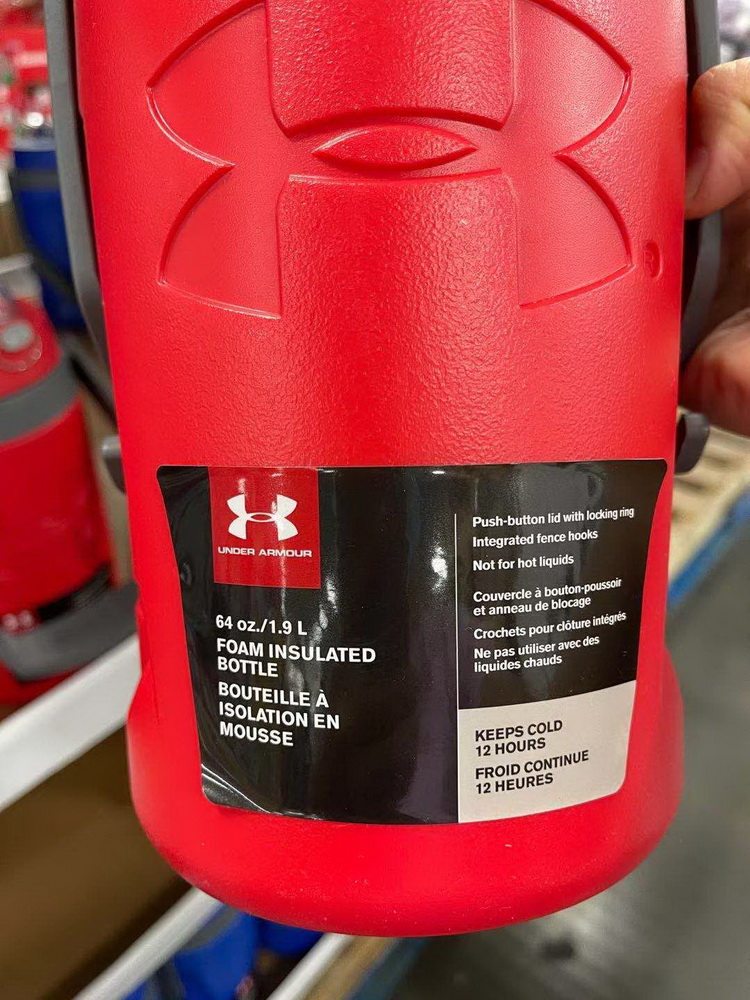 UNDER ARMOUR
64 oz./1.9 L
FOAM INSULATED
BOTTLE
BOUTEILLE À
ISOLATION EN
MOUSSE
Push-button lid with locking ring
Integrated fence hooks
Not for hot liquids
Couvercle à bouton-poussoir
et anneau de blocage
Crochets pour clôture intégrés
Ne pas utiliser avec des
liquides chauds
KEEPS COLD
12 HOURS
FROID CONTINUE
12 HEURES